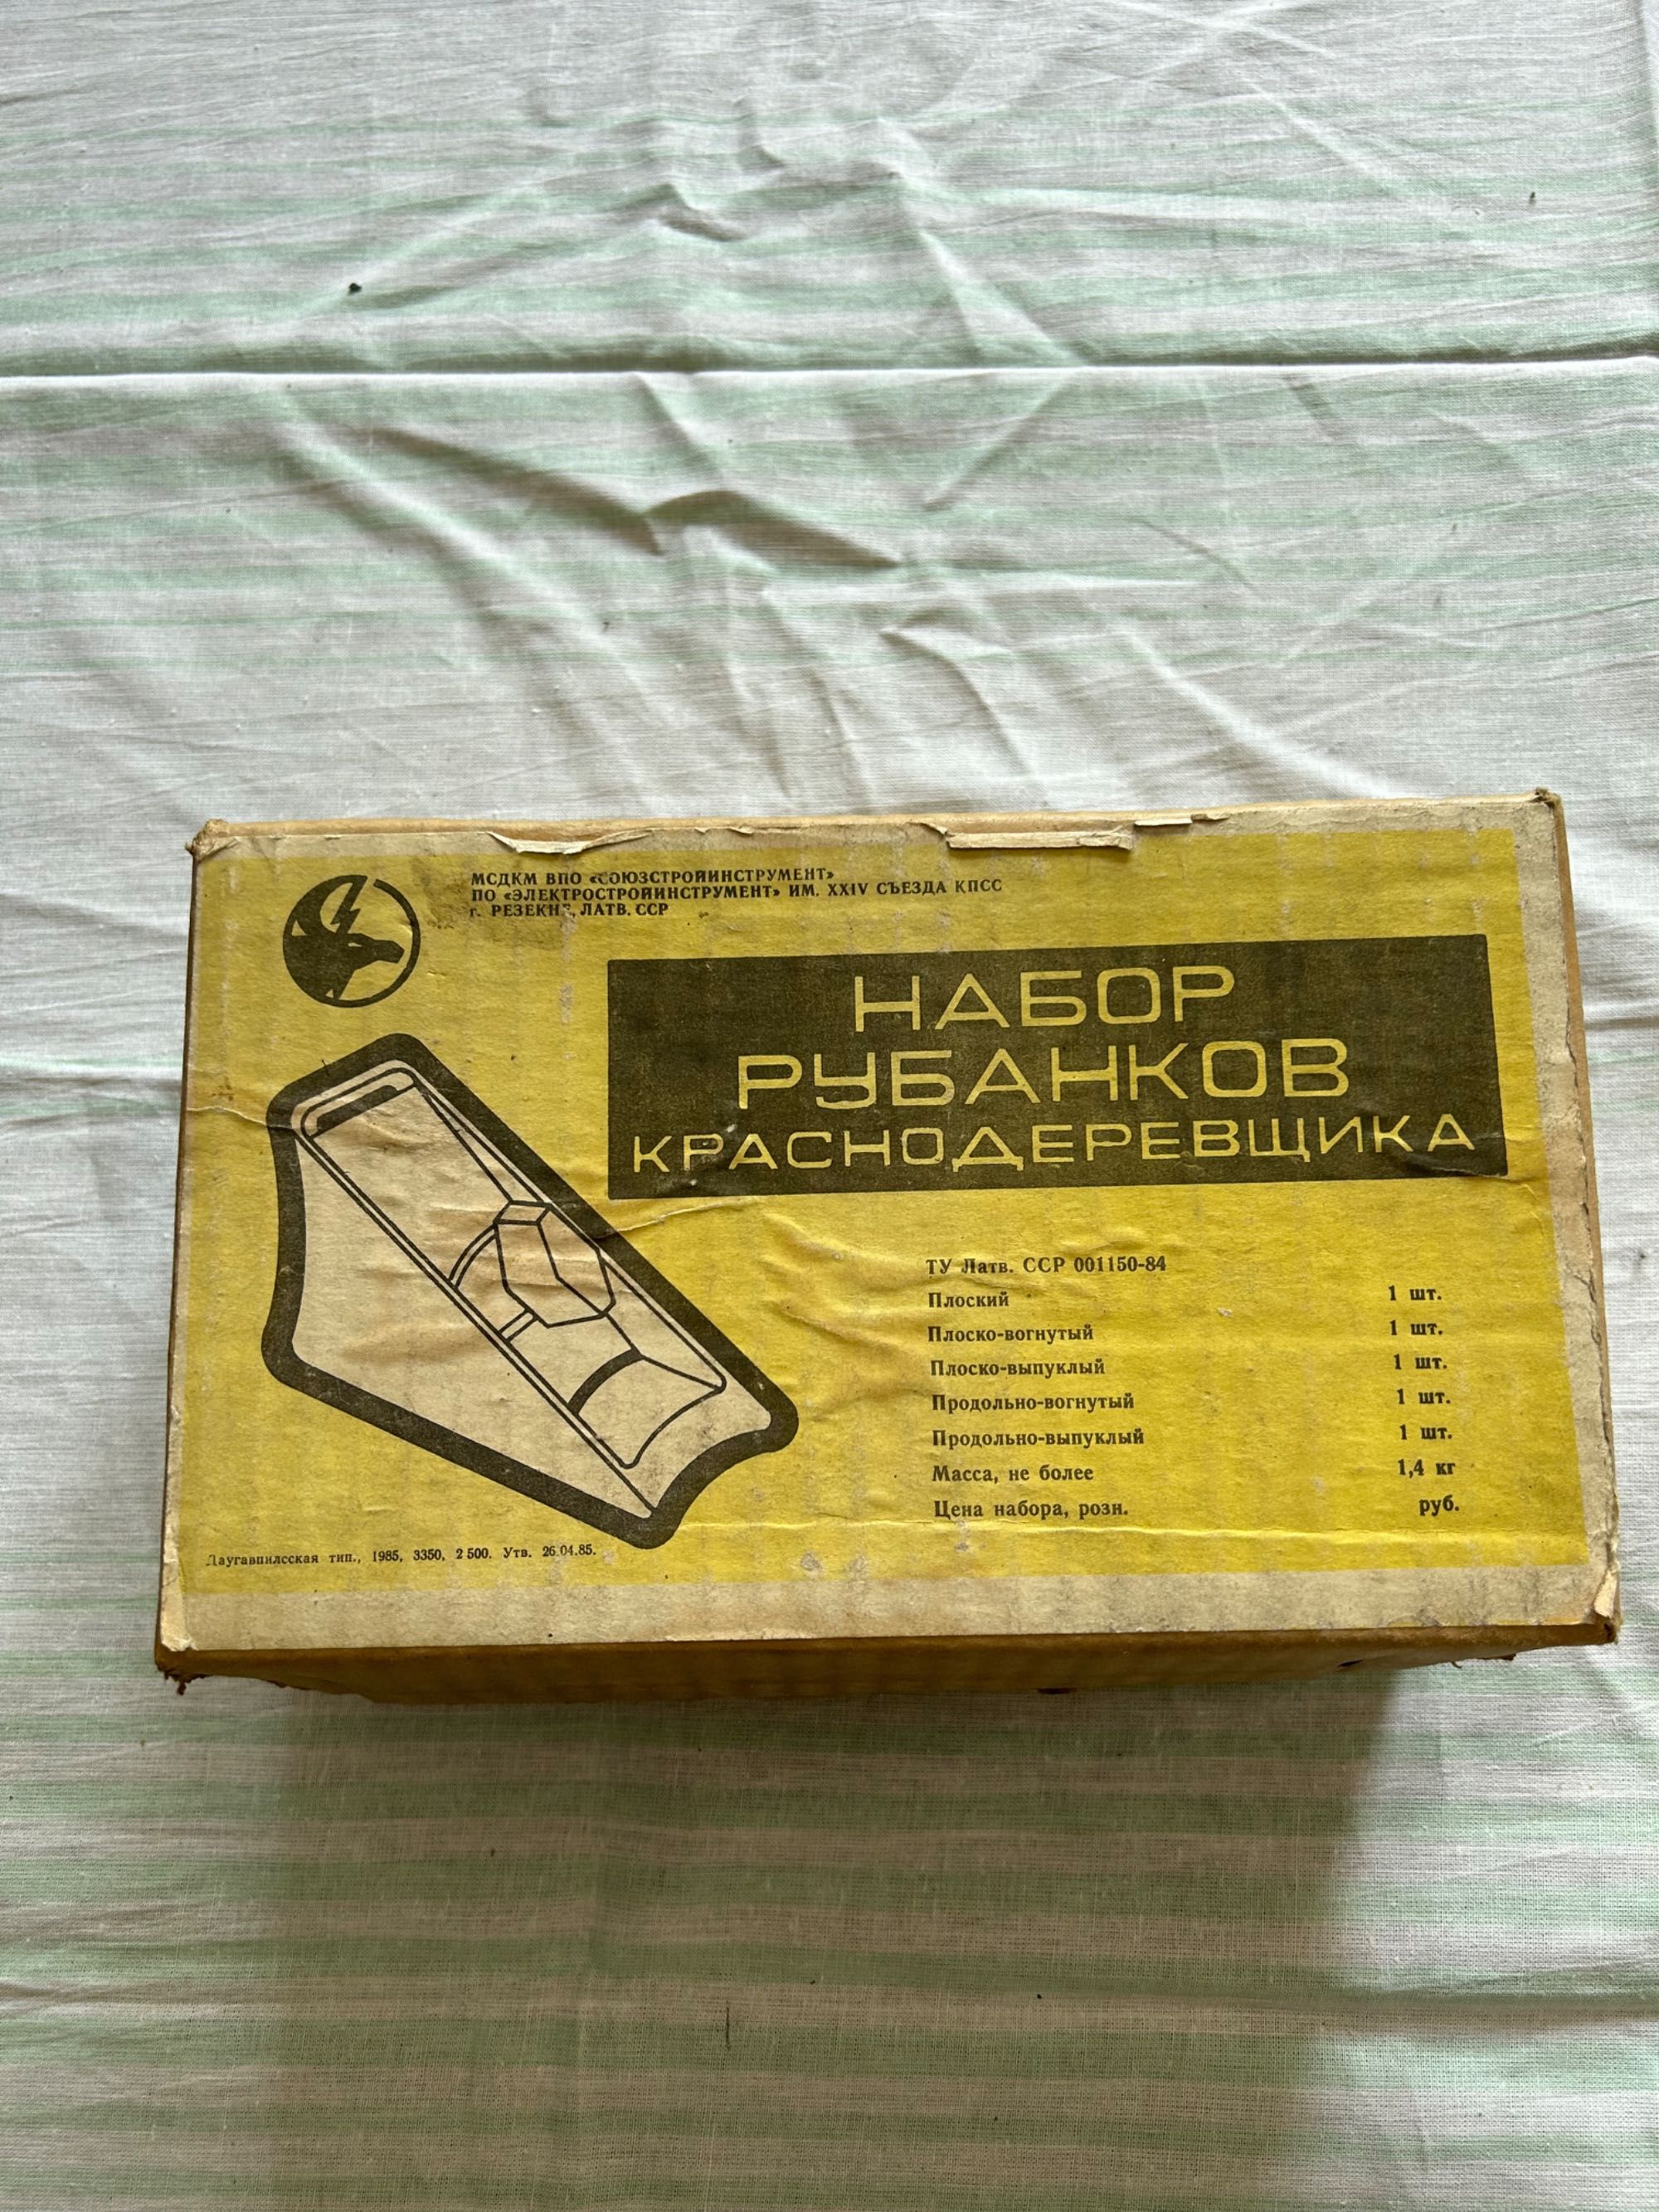 МСДКМ ВПО «СОЮЗСТРОЙИНСТРУМЕНТ»
ПО «ЭЛЕКТРОСТРОЙИНСТРУМЕНТ» ИМ. XXIV СЪЕЗДА КПСС
г. РЕЗЕКНЕ, ЛАТВ. ССР
НАБОР
РУБАНКОВ
КРАСНОДЕРЕВЩИКА
ТУ Латв. ССР 001150-84
Плоский 1 шт.
Плоско-вогнутый 1 шт.
Плоско-выпуклый 1 шт.
Продольно-вогнутый 1 шт.
Продольно-выпуклый 1 шт.
Масса, не более 1,4 кг
Цена набора, розн. руб.
Даугавпилсская тип., 1985, 3350, 2 500. Утв. 26.04.85.